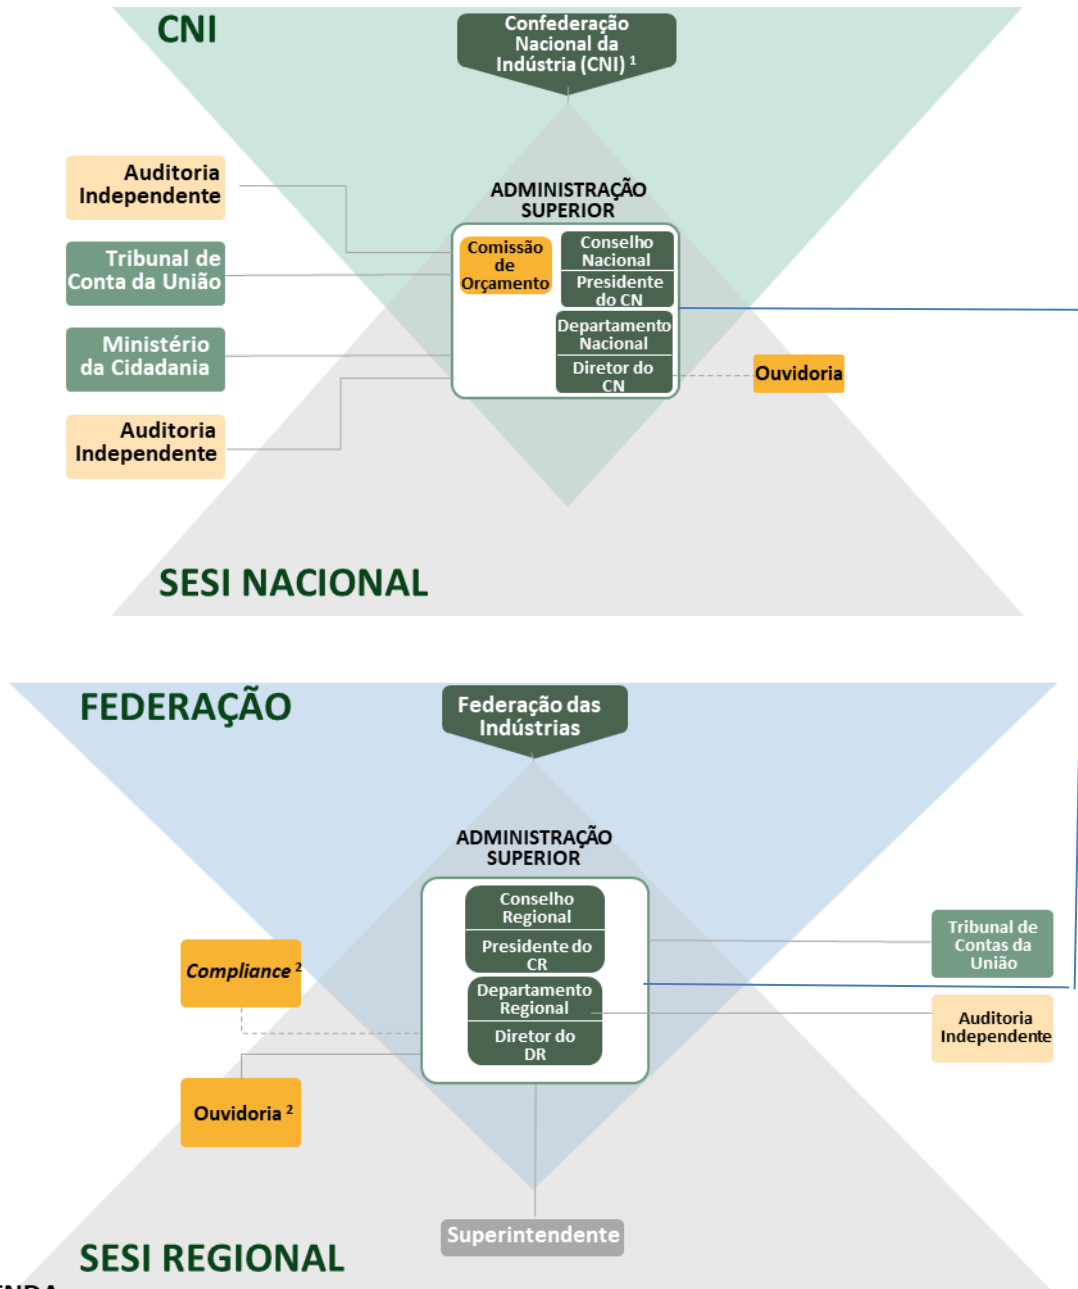 CNI
Confederação
Nacional da
Indústria (CNI) ¹
Auditoria
Independente
ADMINISTRAÇÃO
SUPERIOR
Tribunal de
Conta da União
Comissão
de
Orçamento
Conselho
Nacional
Presidente
do CN
Departamento
Nacional
Diretor do
CN
Ministério
da Cidadania
Ouvidoria
Auditoria
Independente
SESI NACIONAL
FEDERAÇÃO
Federação das
Indústrias
ADMINISTRAÇÃO
SUPERIOR
Conselho
Regional
Presidente do
CR
Departamento
Regional
Diretor do
DR
Compliance ²
Ouvidoria ²
Tribunal de
Contas da
União
Auditoria
Independente
Superintendente
SESI REGIONAL